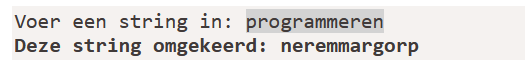 Voer een string in: programmeren
Deze string omgekeerd: neremmargorp